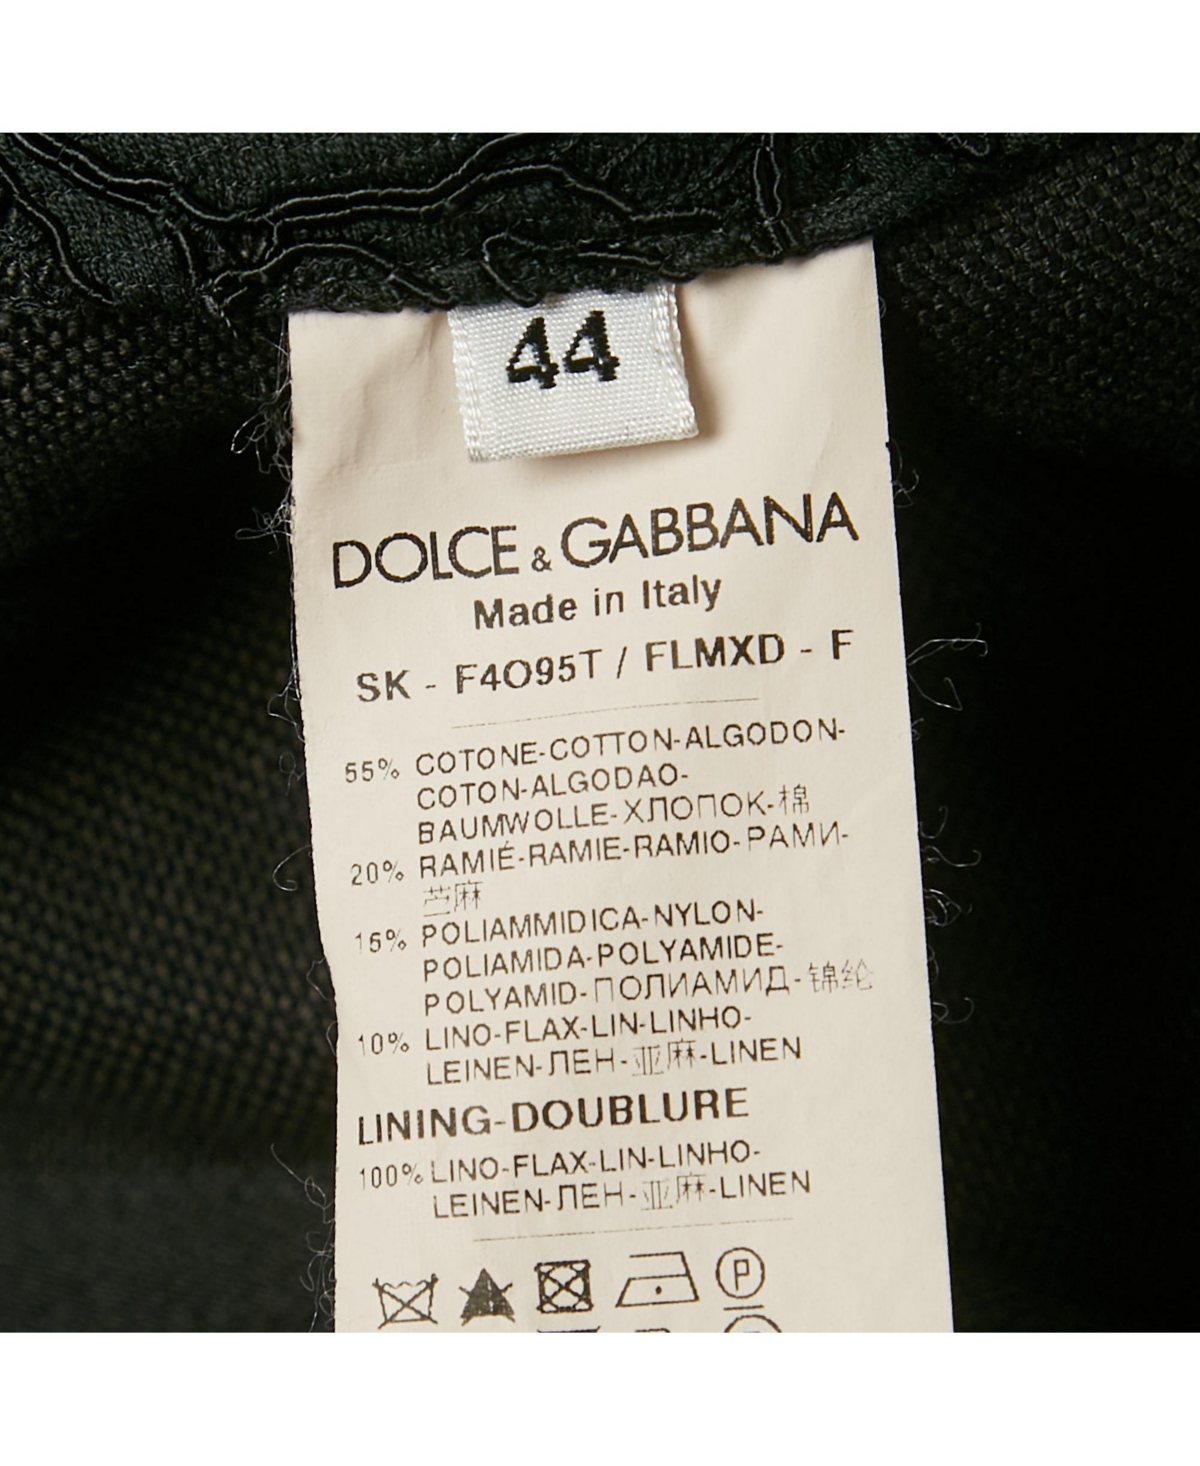 44
DOLCE & GABBANA
Made in Italy
SK - F4O95T / FLMXD - F
55% COTONE-COTTON-ALGODON-
COTON-ALGODAO-
BAUMWOLLE-ХЛОПОК-棉
20% RAMIÉ-RAMIE-RAMIO-РАМИ-
苎麻
15% POLIAMMIDICA-NYLON-
POLIAMIDA-POLYAMIDE-
POLYAMID-ПОЛИАМИД-锦纶
10% LINO-FLAX-LIN-LINHO-
LEINEN-ЛЕН-亚麻-LINEN
LINING-DOUBLURE
100% LINO-FLAX-LIN-LINHO-
LEINEN-ЛЕН-亚麻-LINEN
P